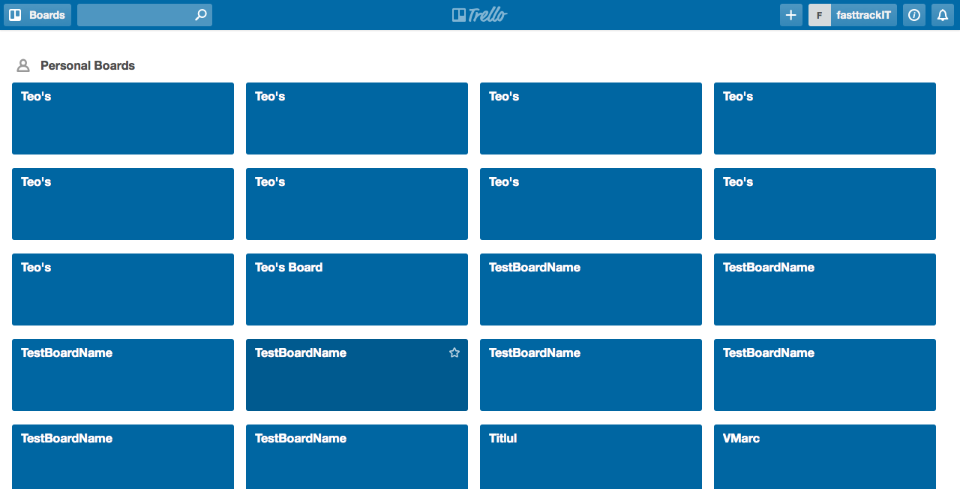 Boards
Trello
F fasttrackIT
Personal Boards
Teo's Teo's Teo's Teo's
Teo's Teo's Teo's Teo's
Teo's Teo's Board TestBoardName TestBoardName
TestBoardName TestBoardName TestBoardName TestBoardName
TestBoardName TestBoardName Titlul VMarc